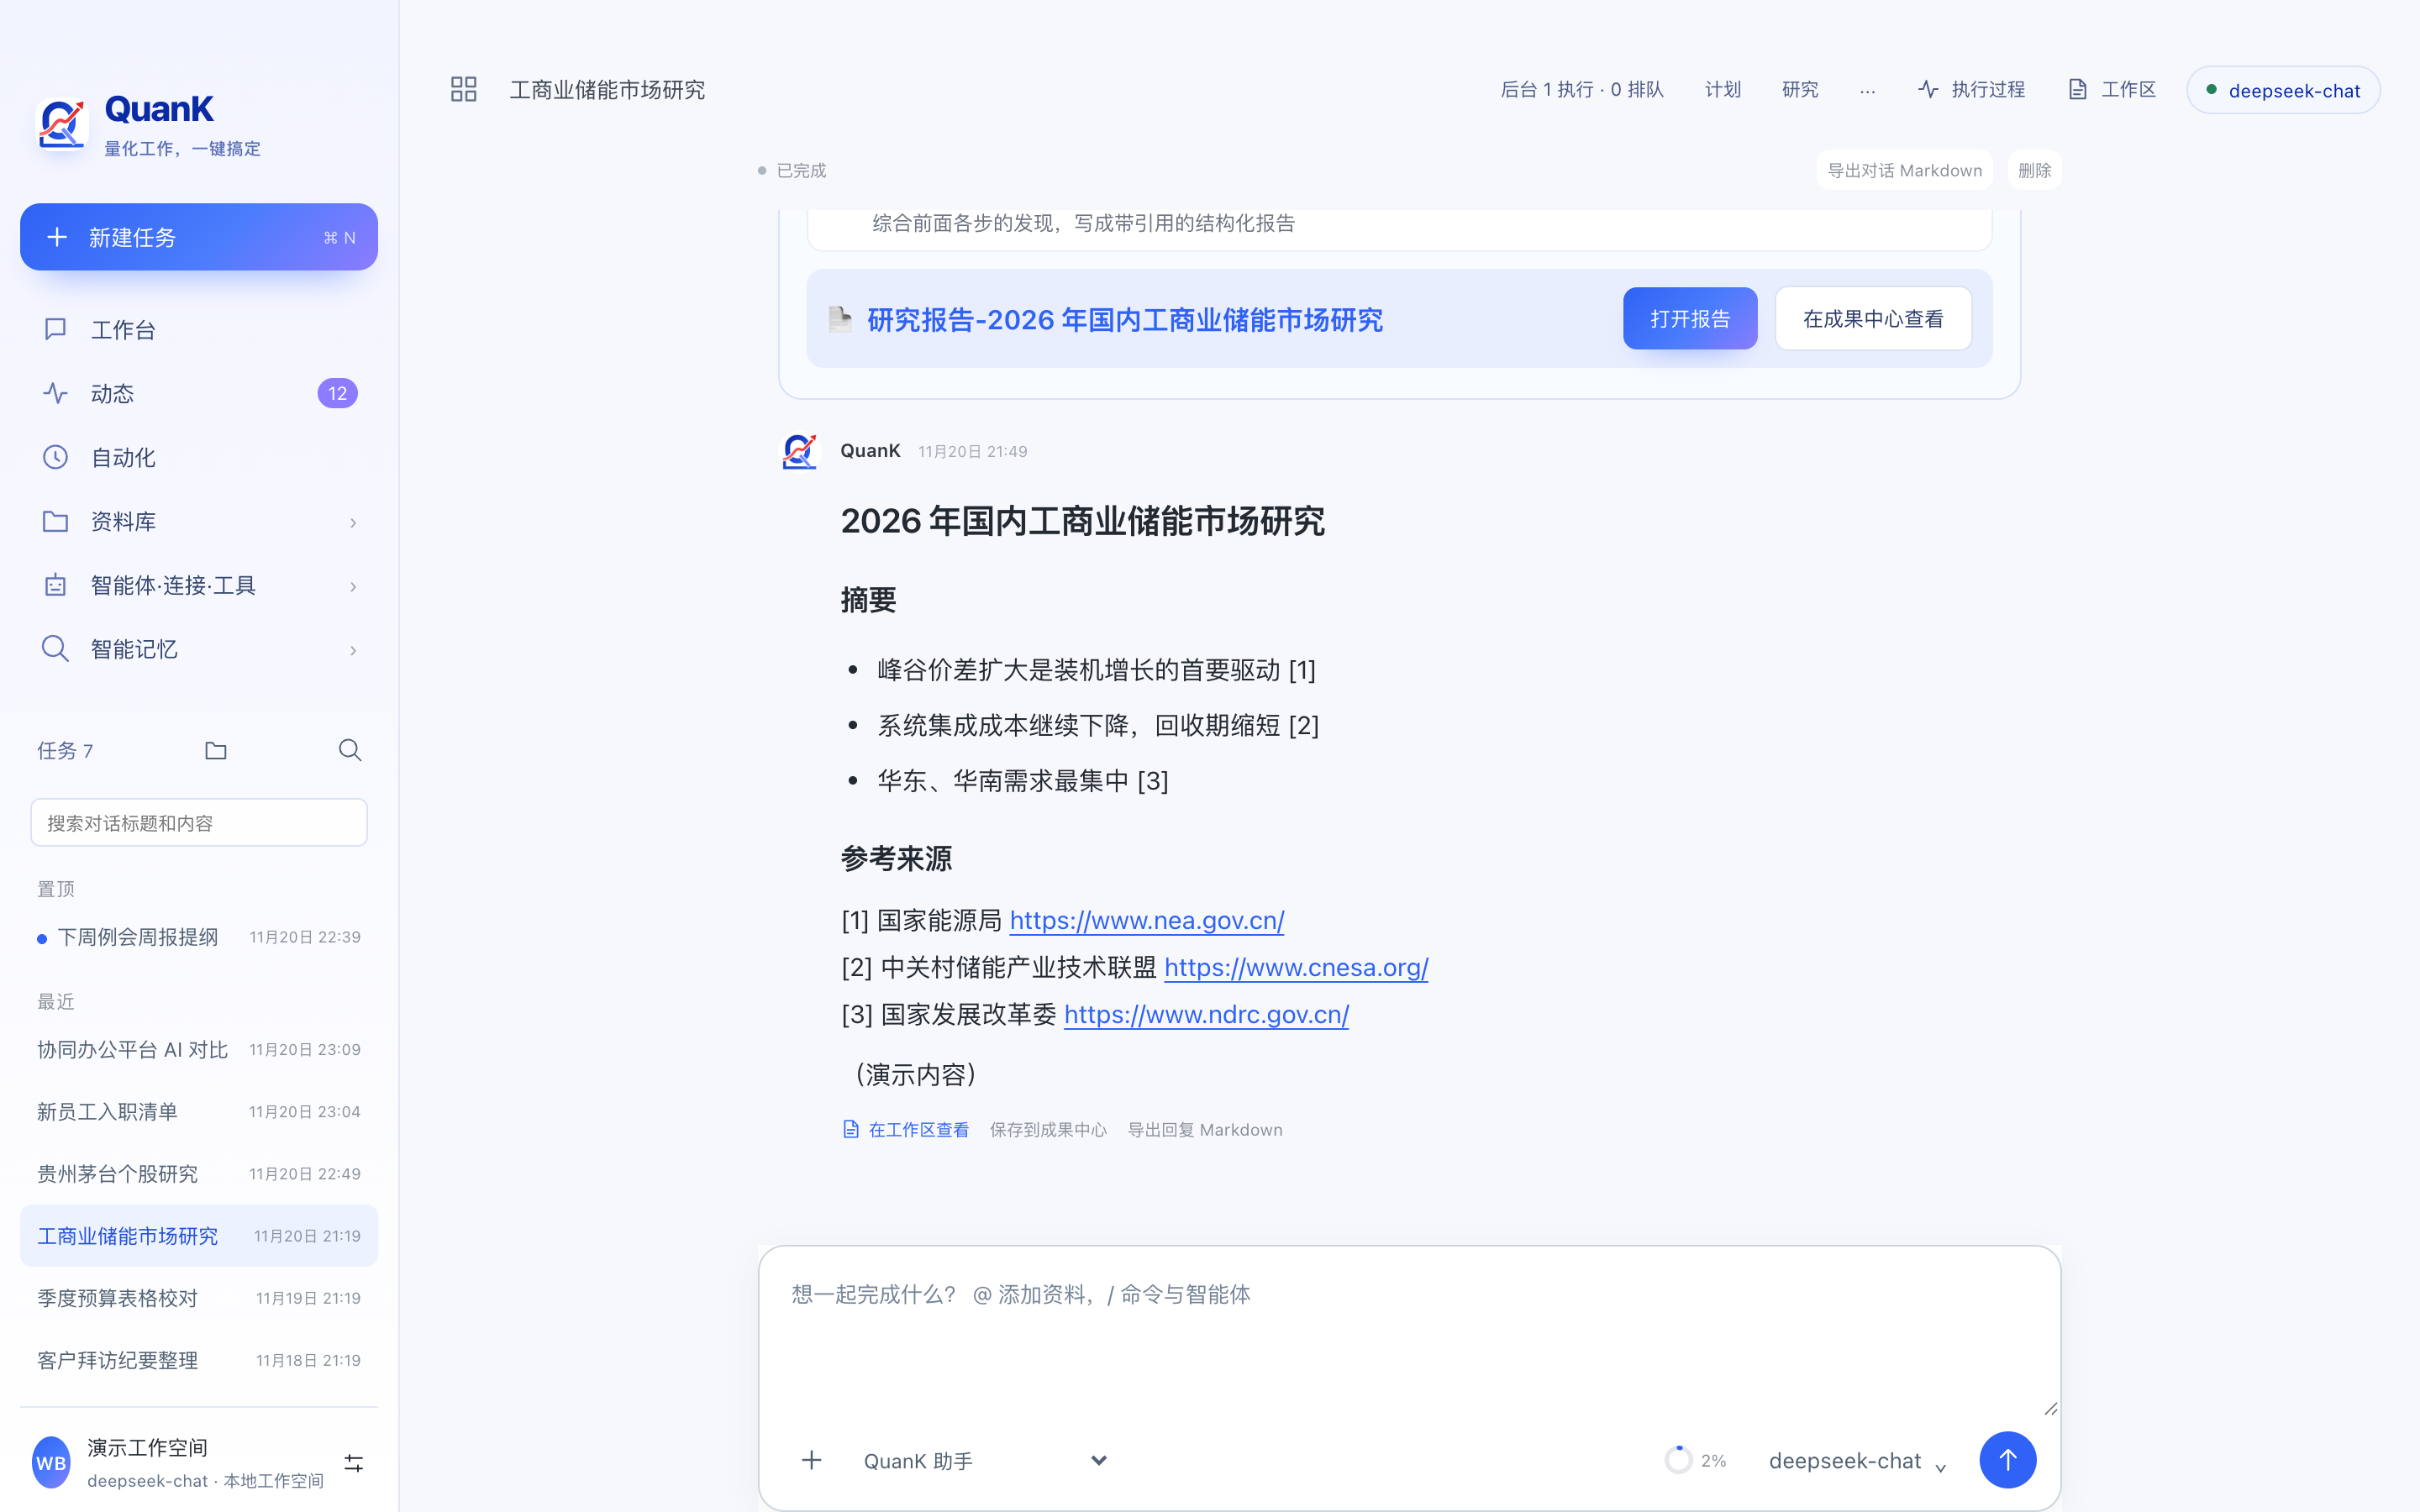 QuanK
量化工作，一键搞定
新建任务 ⌘ N
工作台
动态 12
自动化
资料库
智能体·连接·工具
智能记忆
任务 7
搜索对话标题和内容
置顶
下周例会周报提纲 11月20日 22:39
最近
协同办公平台 AI 对比 11月20日 23:09
新员工入职清单 11月20日 23:04
贵州茅台个股研究 11月20日 22:49
工商业储能市场研究 11月20日 21:19
季度预算表格校对 11月19日 21:19
客户拜访纪要整理 11月18日 21:19
WB 演示工作空间
deepseek-chat · 本地工作空间
工商业储能市场研究 后台 1 执行 · 0 排队 计划 研究 ... 执行过程 工作区 deepseek-chat
已完成 导出对话 Markdown 删除
综合前面各步的发现，写成带引用的结构化报告
研究报告-2026 年国内工商业储能市场研究 打开报告 在成果中心查看
QuanK 11月20日 21:49
2026 年国内工商业储能市场研究
摘要
• 峰谷价差扩大是装机增长的首要驱动 [1]
• 系统集成成本继续下降，回收期缩短 [2]
• 华东、华南需求最集中 [3]
参考来源
[1] 国家能源局 https://www.nea.gov.cn/
[2] 中关村储能产业技术联盟 https://www.cnesa.org/
[3] 国家发展改革委 https://www.ndrc.gov.cn/
（演示内容）
在工作区查看 保存到成果中心 导出回复 Markdown
想一起完成什么？ @ 添加资料，/ 命令与智能体
QuanK 助手 2% deepseek-chat